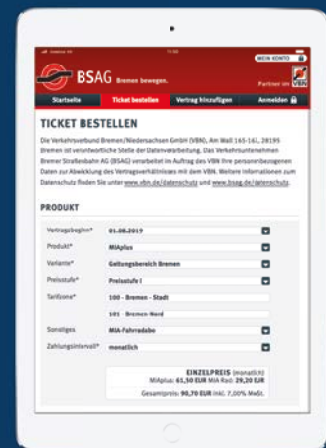 11:00
MEIN KONTO
BSAG Bremen bewegen.
Partner im VBN
Startseite Ticket bestellen Vertrag hinzufügen Anmelden
TICKET BESTELLEN
Die Verkehrsverbund Bremen/Niedersachsen GmbH (VBN), Am Wall 165-167, 28195
Bremen ist verantwortliche Stelle der Datenverarbeitung. Das Verkehrsunternehmen
Bremer Straßenbahn AG (BSAG) verarbeitet im Auftrag des VBN Ihre personenbezogenen
Daten zur Abwicklung des Vertragsverhältnisses mit dem VBN. Weitere Informationen zum
Datenschutz finden Sie unter www.vbn.de/datenschutz und www.bsag.de/datenschutz.
PRODUKT
Vertragsbeginn* 01.08.2019
Produkt* MIAplus
Variante* Geltungsbereich Bremen
Preisstufe* Preisstufe I
Tarifzone* 100 - Bremen - Stadt
101 - Bremen-Nord
Sonstiges MIA-Fahrradabo
Zahlungsintervall* monatlich
EINZELPREIS (monatlich)
MIAplus: 61,50 EUR MIA Rad: 29,20 EUR
Gesamtpreis: 90,70 EUR inkl. 7,00% MwSt.